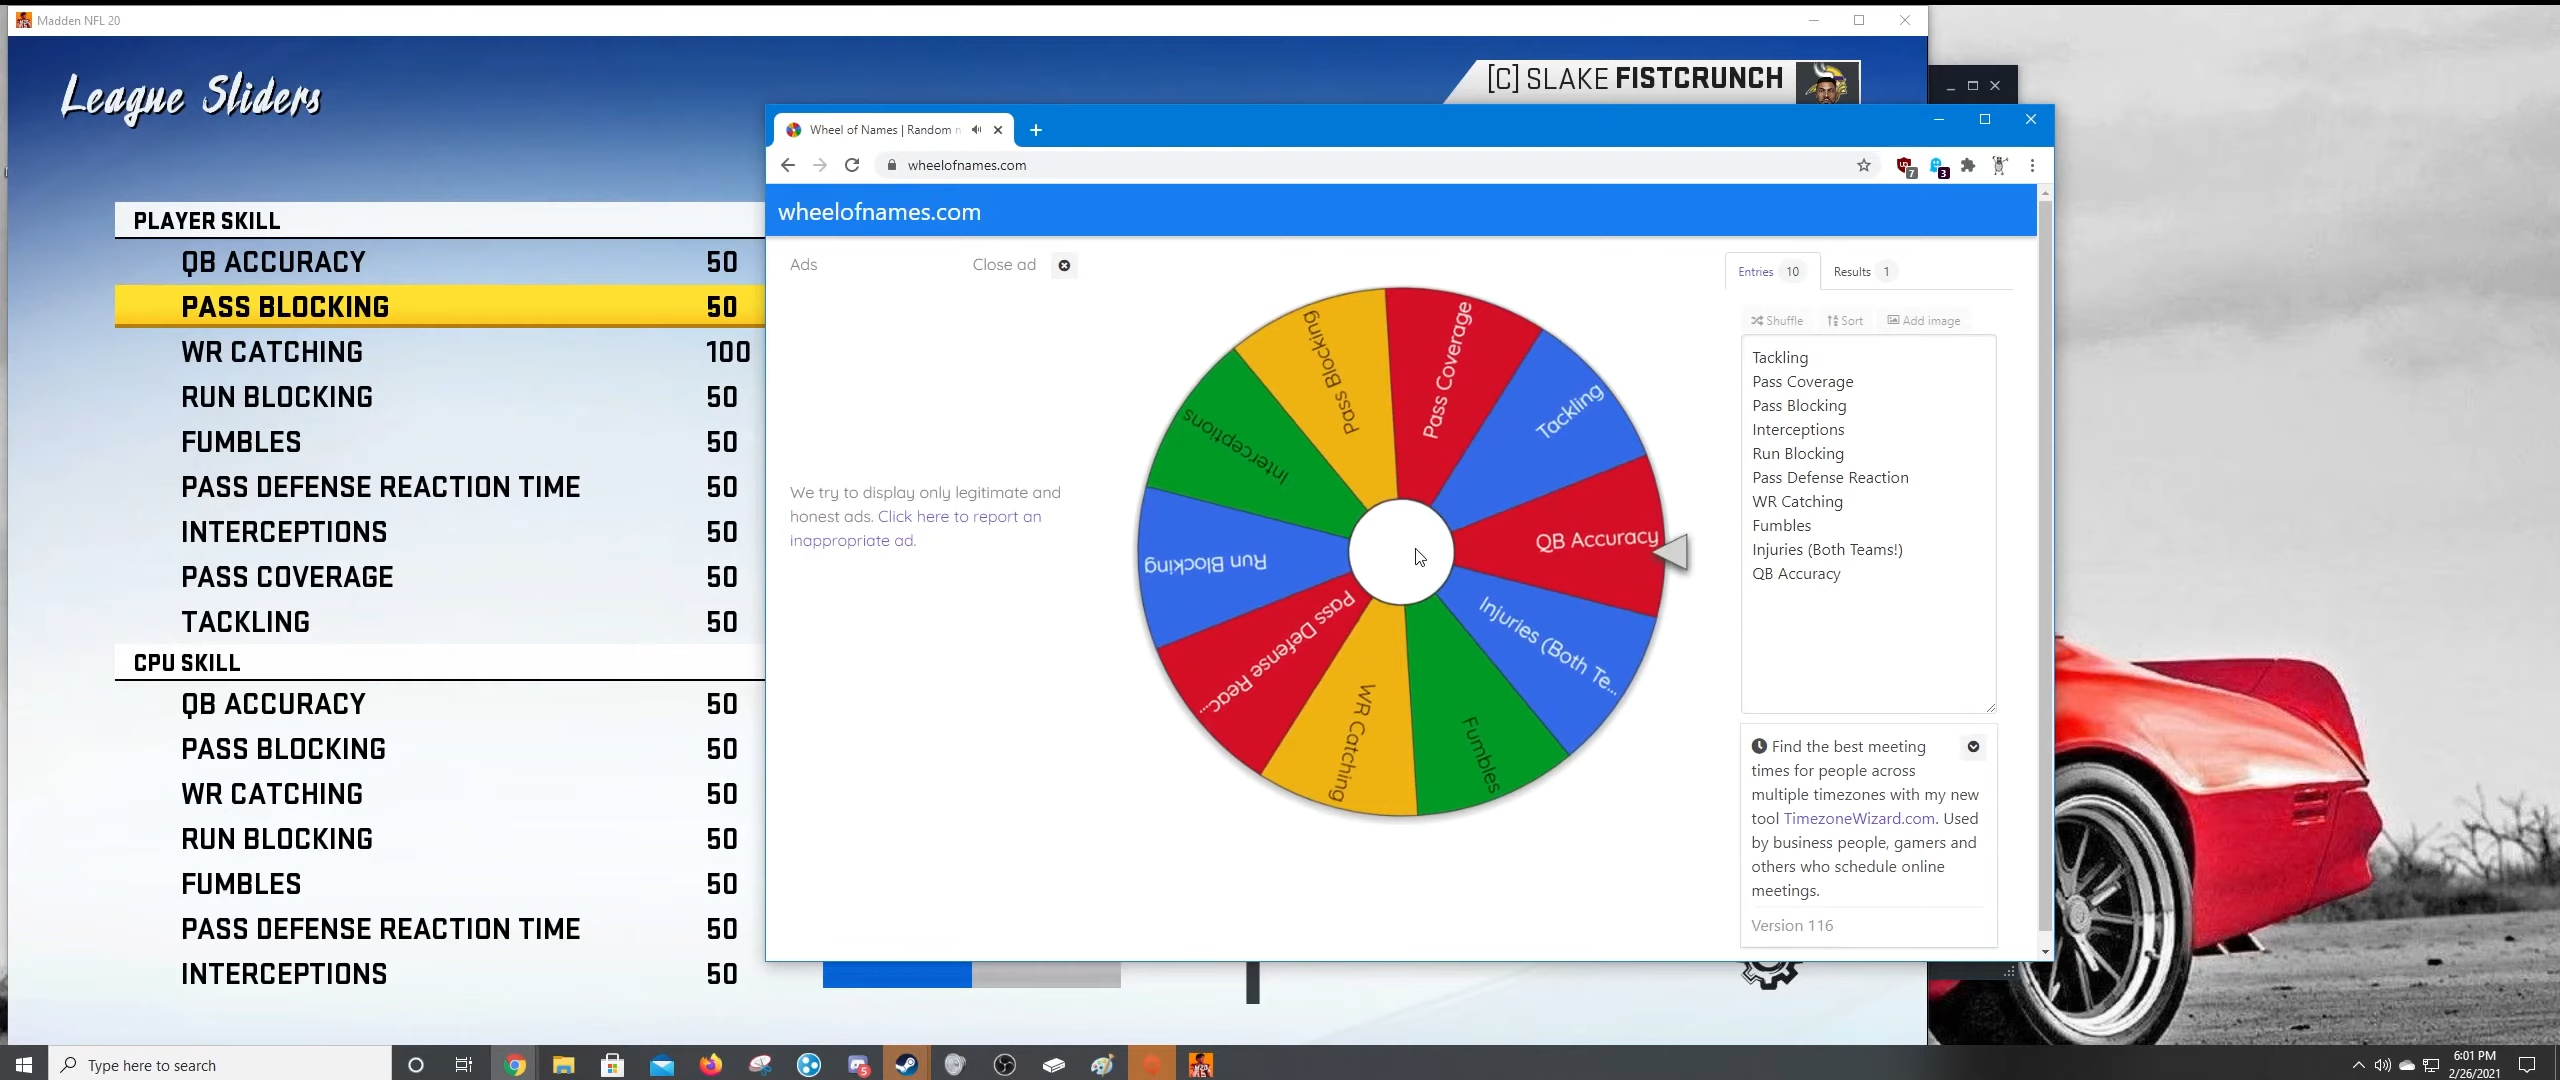 Madden NFL 20
League Sliders
[C] SLAKE FISTCRUNCH
PLAYER SKILL
QB ACCURACY 50
PASS BLOCKING 50
WR CATCHING 100
RUN BLOCKING 50
FUMBLES 50
PASS DEFENSE REACTION TIME 50
INTERCEPTIONS 50
PASS COVERAGE 50
TACKLING 50
CPU SKILL
QB ACCURACY 50
PASS BLOCKING 50
WR CATCHING 50
RUN BLOCKING 50
FUMBLES 50
PASS DEFENSE REACTION TIME 50
INTERCEPTIONS 50
Wheel of Names | Random n
wheelofnames.com
7
3
wheelofnames.com
Ads
Close ad
We try to display only legitimate and
honest ads. Click here to report an
inappropriate ad.
Pass Coverage
Tackling
QB Accuracy
Injuries (Both Te...
Fumbles
WR Catching
Pass Defense Reac...
Run Blocking
Interceptions
Pass Blocking
Entries 10
Results 1
Shuffle
Sort
Add image
Tackling
Pass Coverage
Pass Blocking
Interceptions
Run Blocking
Pass Defense Reaction
WR Catching
Fumbles
Injuries (Both Teams!)
QB Accuracy
Find the best meeting
times for people across
multiple timezones with my new
tool TimezoneWizard.com. Used
by business people, gamers and
others who schedule online
meetings.
Version 116
Type here to search
5
6:01 PM
2/26/2021